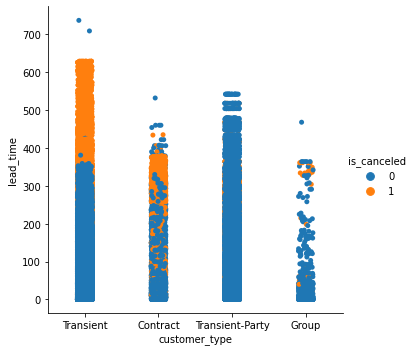 700
600
500
400
300
200
100
0
lead_time
Transient Contract Transient-Party Group
customer_type
is_canceled
0
1